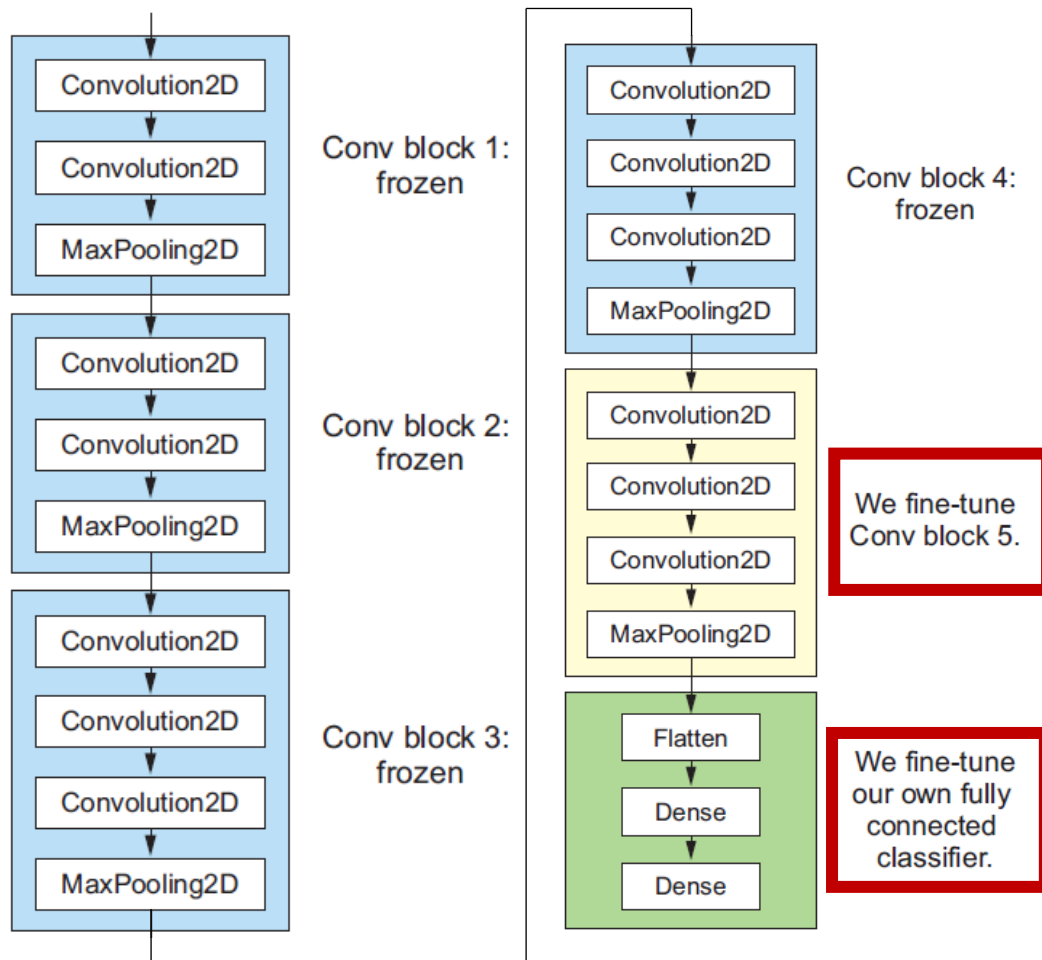 Convolution2D
Convolution2D
MaxPooling2D
Conv block 1:
frozen
Convolution2D
Convolution2D
MaxPooling2D
Conv block 2:
frozen
Convolution2D
Convolution2D
Convolution2D
MaxPooling2D
Conv block 3:
frozen
Convolution2D
Convolution2D
Convolution2D
MaxPooling2D
Conv block 4:
frozen
Convolution2D
Convolution2D
Convolution2D
MaxPooling2D
We fine-tune
Conv block 5.
Flatten
Dense
Dense
We fine-tune
our own fully
connected
classifier.